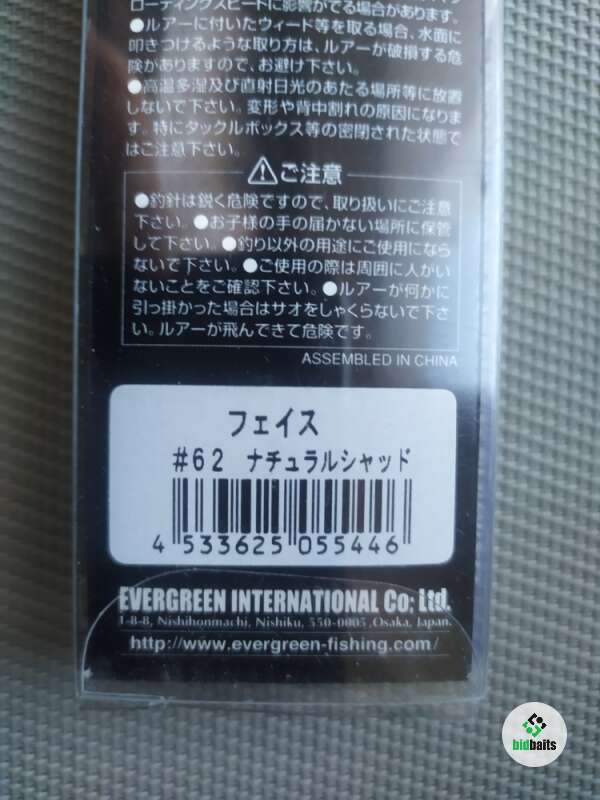 ローディングスピードに影響がでる場合があります。
●ルアーに付いたウィード等を取る場合、水面に
叩きつけるような取り方は、ルアーが破損する危
険がありますので、お避け下さい。
●高温多湿及び直射日光のあたる場所等に放置
しないで下さい。変形や背中割れの原因になりま
す。特にタックルボックス等の密閉された状態で
はご注意下さい。
⚠ご注意
●釣針は鋭く危険ですので、取り扱いにご注意
下さい。●お子様の手の届かない場所に保管
して下さい。●釣り以外の用途にご使用になら
ないで下さい。●ご使用の際は周囲に人がい
ないことをご確認下さい。●ルアーが何かに
引っ掛かった場合はサオをしゃくらないで下さ
い。ルアーが飛んできて危険です。
ASSEMBLED IN CHINA
フェイス
#62 ナチュラルシャッド
4 533625 055446
EVERGREEN INTERNATIONAL Co; Ltd.
1-8-8, Nishihonmachi, Nishiku, 550-0005 ,Osaka, Japan.
http://www.evergreen-fishing.com/
bidbaits